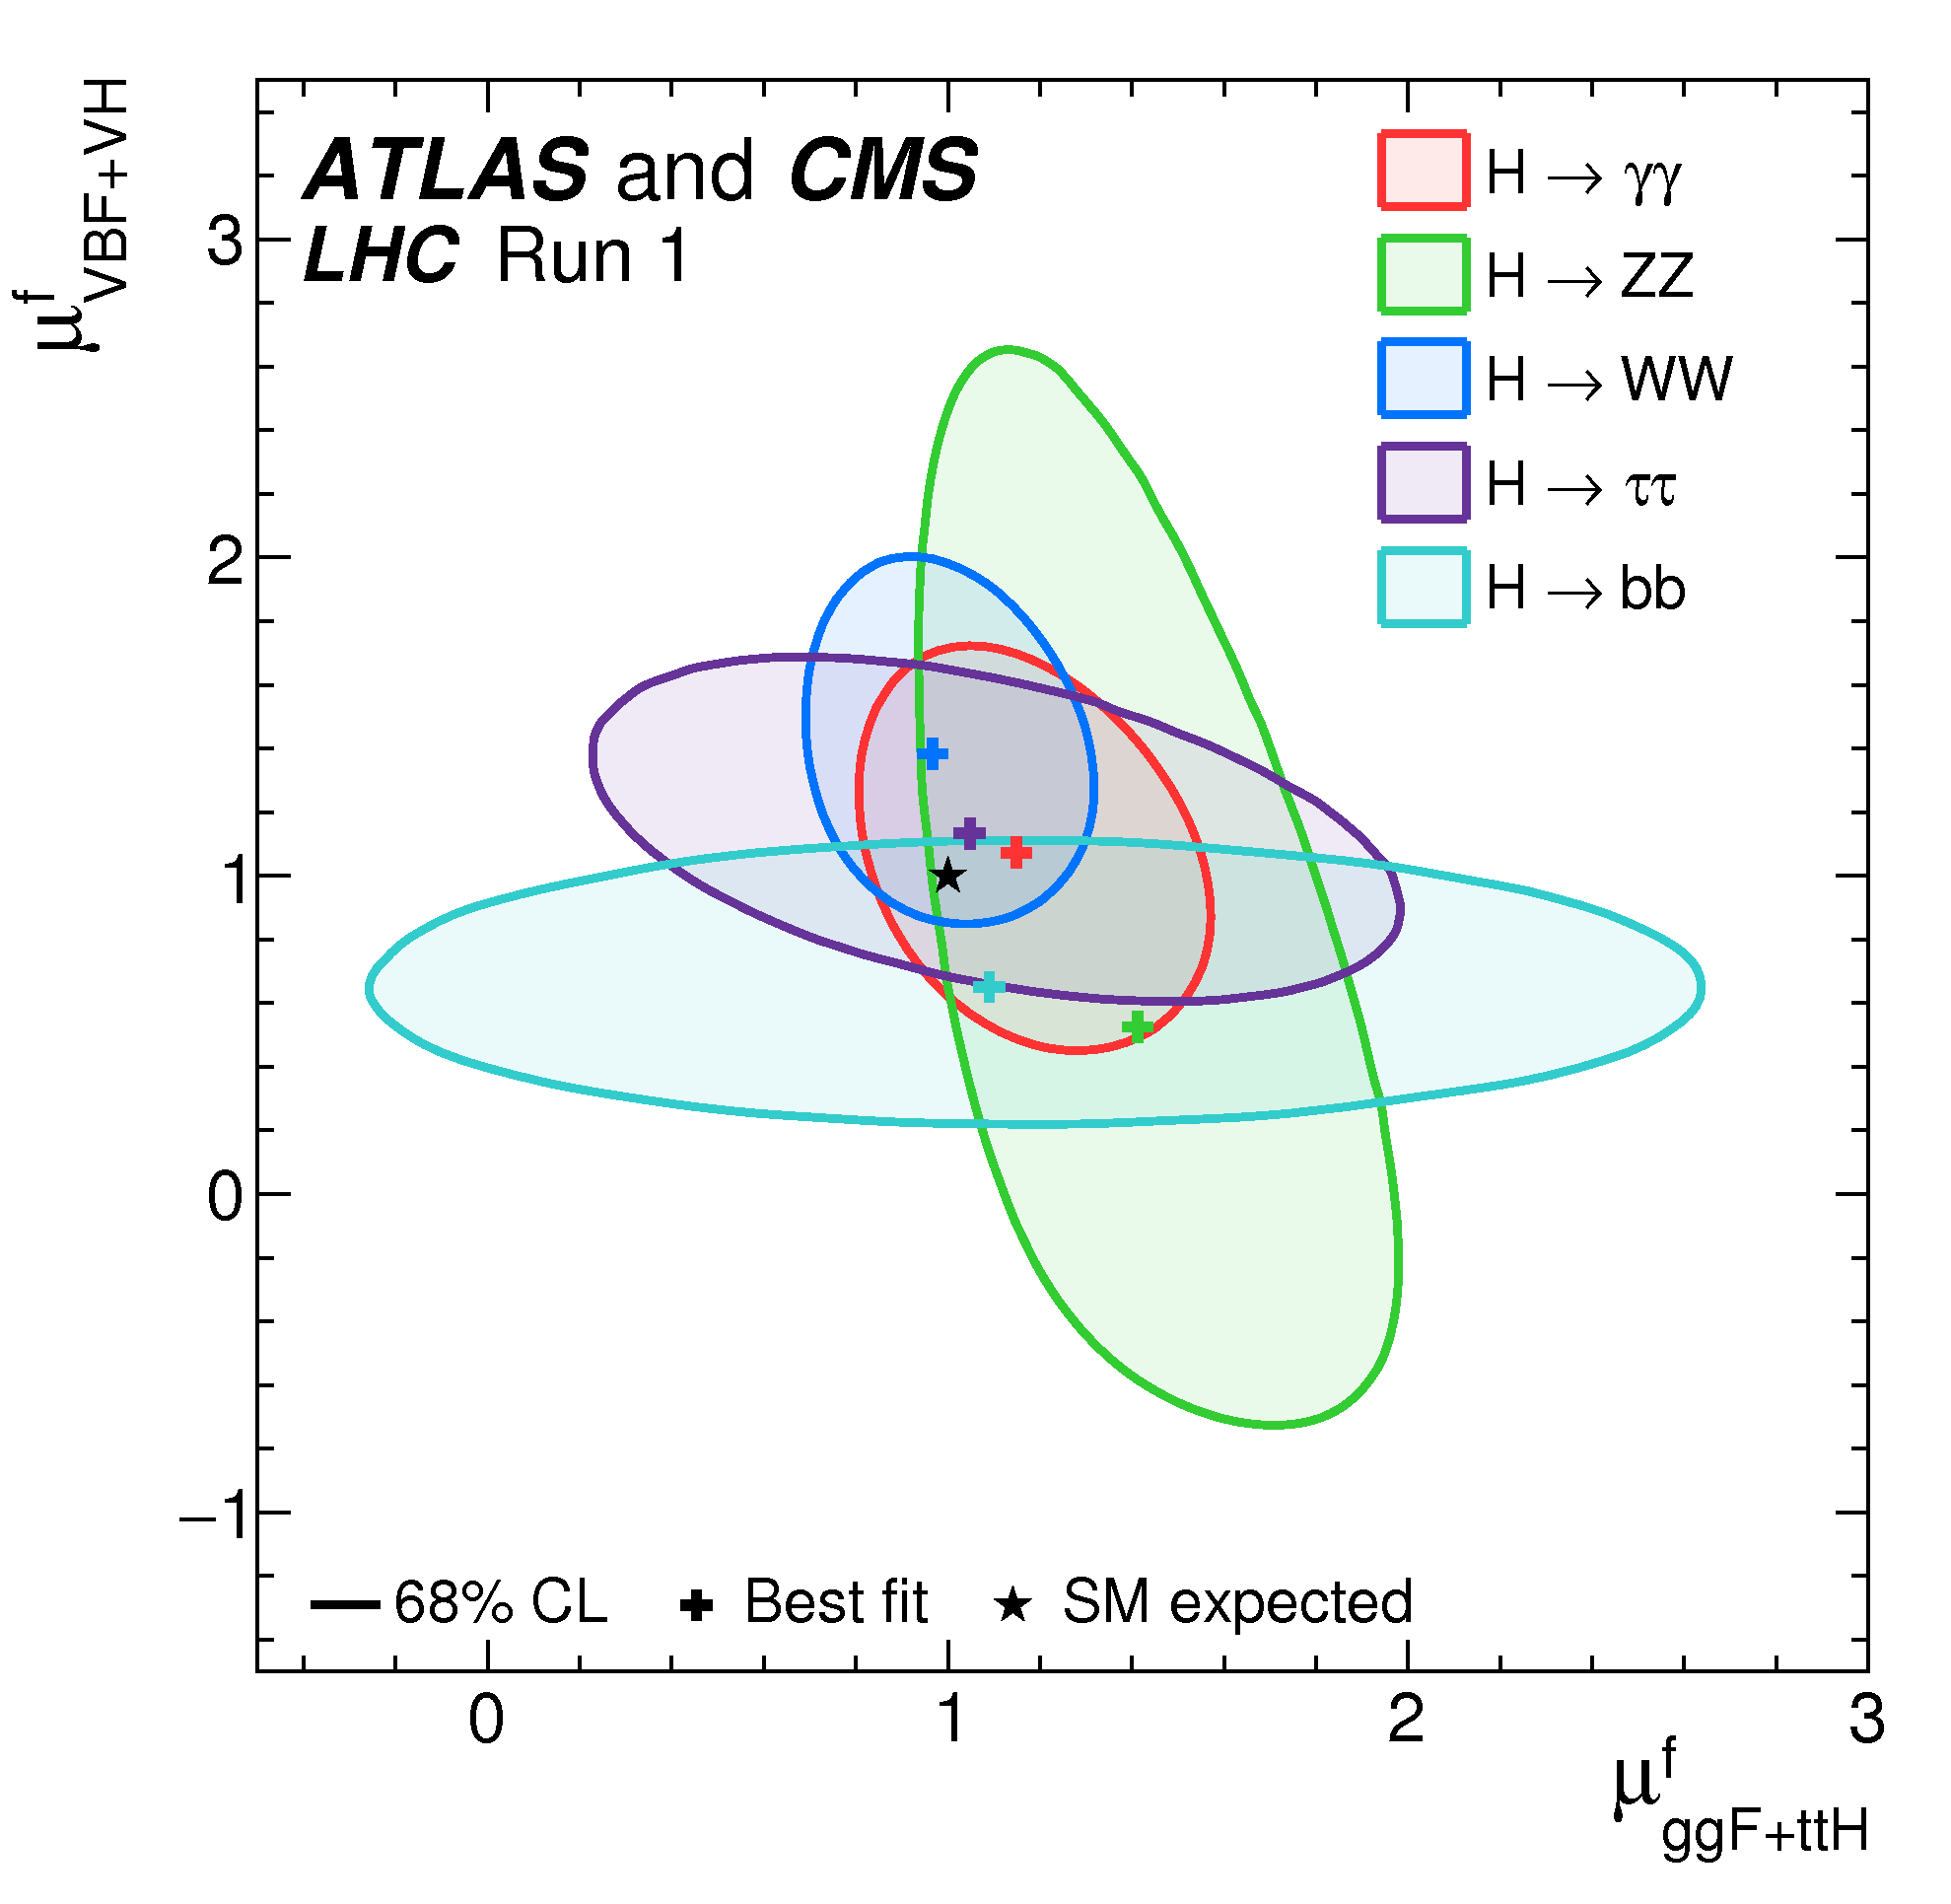 μ^f_VBF+VH
ATLAS and CMS
LHC Run 1
H → γγ
H → ZZ
H → WW
H → ττ
H → bb
3
2
1
0
−1
68% CL
Best fit
SM expected
0 1 2 3
μ^f_ggF+ttH